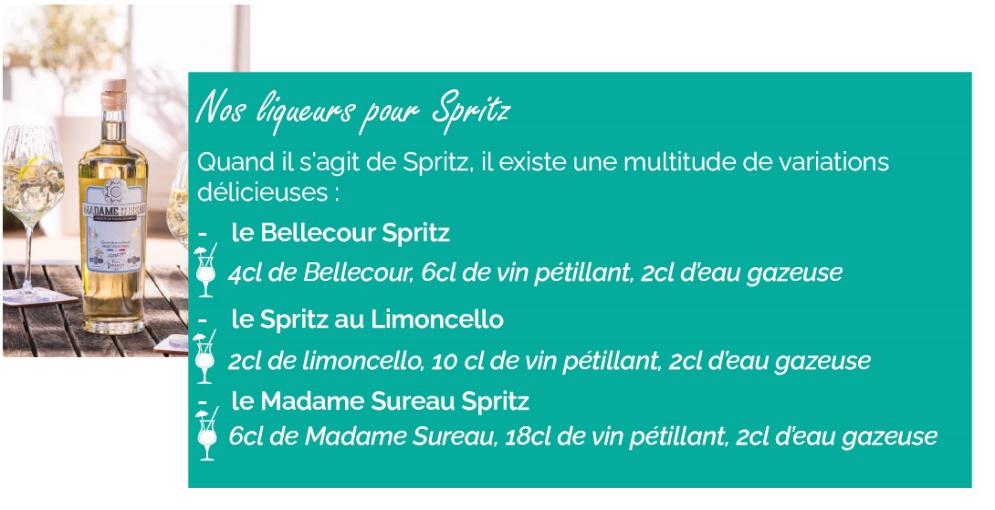 Nos liqueurs pour Spritz
Quand il s'agit de Spritz, il existe une multitude de variations
délicieuses :
- le Bellecour Spritz
4cl de Bellecour, 6cl de vin pétillant, 2cl d'eau gazeuse
- le Spritz au Limoncello
2cl de limoncello, 10 cl de vin pétillant, 2cl d'eau gazeuse
- le Madame Sureau Spritz
6cl de Madame Sureau, 18cl de vin pétillant, 2cl d'eau gazeuse
MADAME